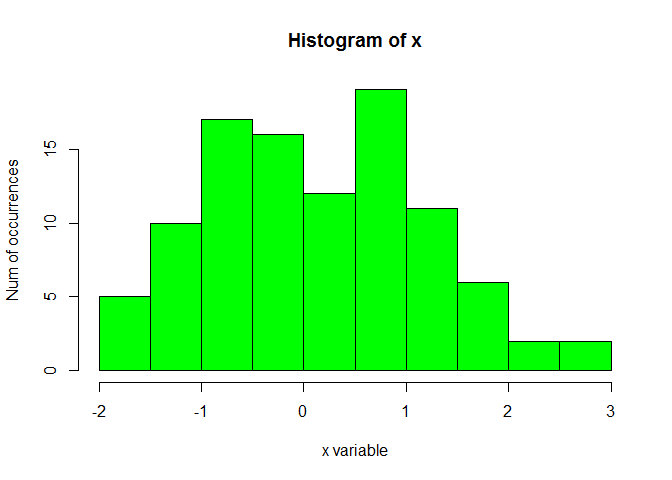 Histogram of x
Num of occurrences
15
10
5
0
-2 -1 0 1 2 3
x variable